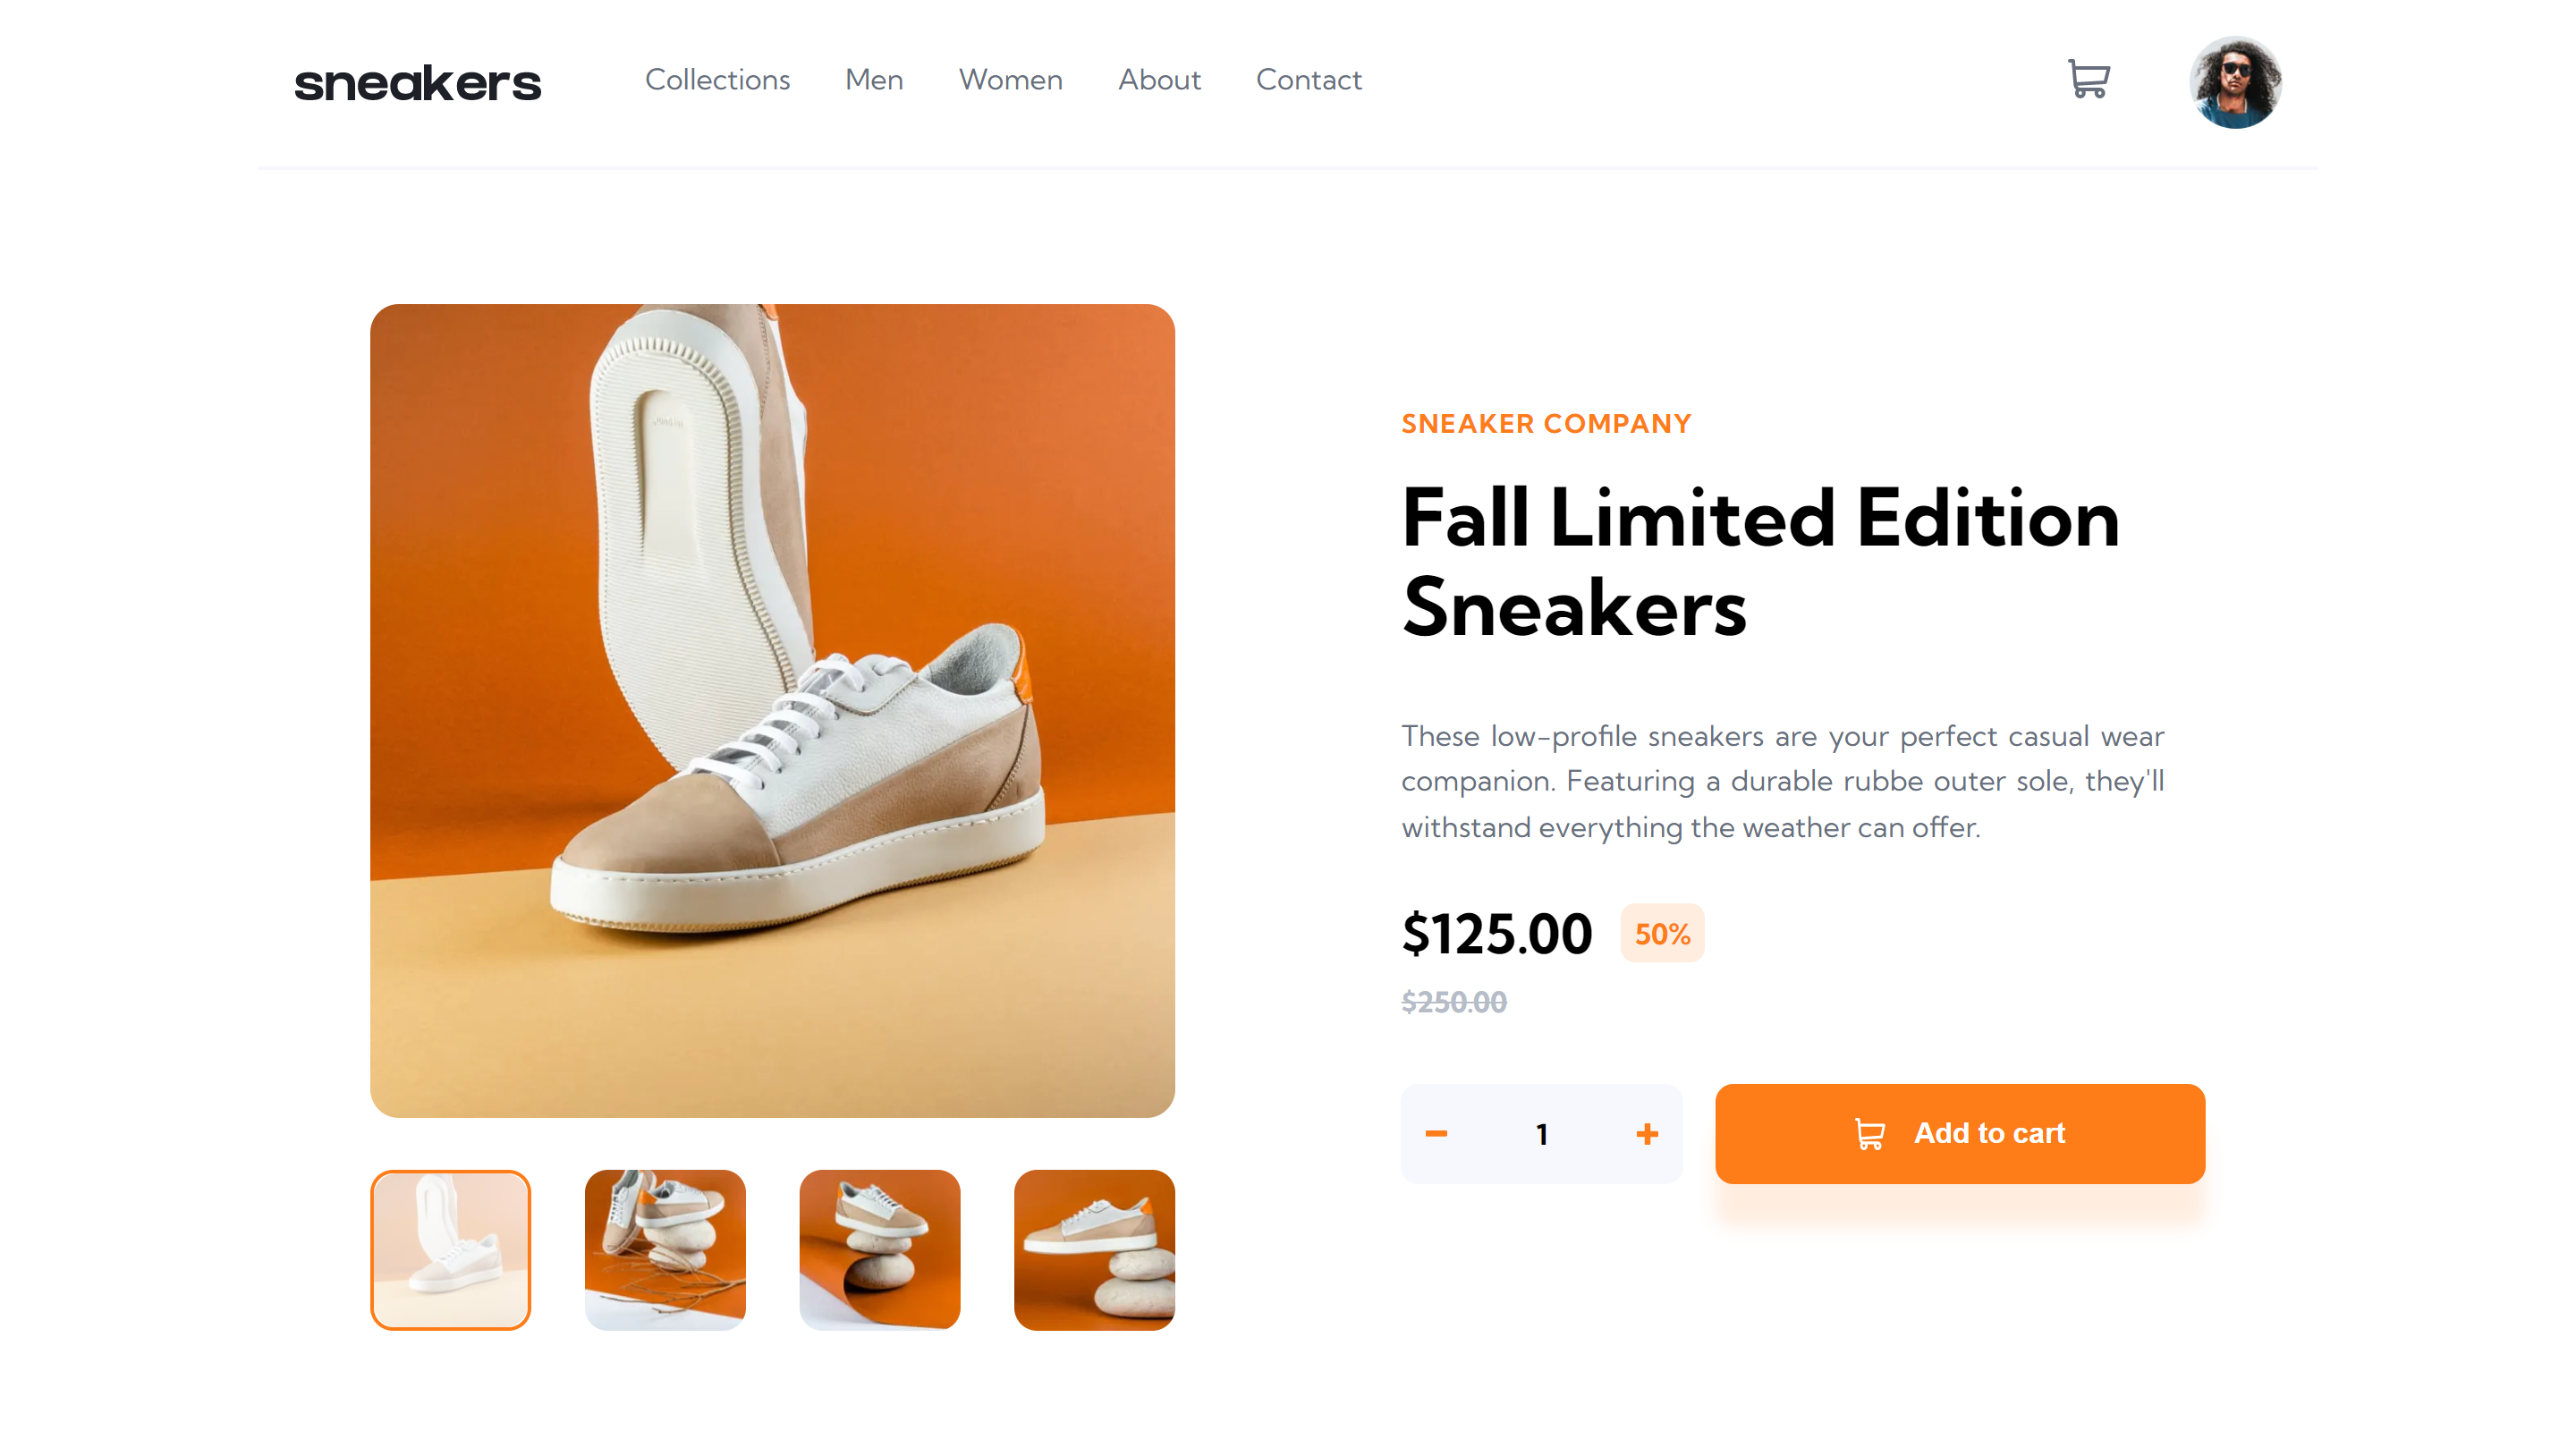 sneakers
Collections Men Women About Contact
SNEAKER COMPANY
Fall Limited Edition
Sneakers
These low-profile sneakers are your perfect casual wear
companion. Featuring a durable rubbe outer sole, they'll
withstand everything the weather can offer.
$125.00 50%
$250.00
1
Add to cart